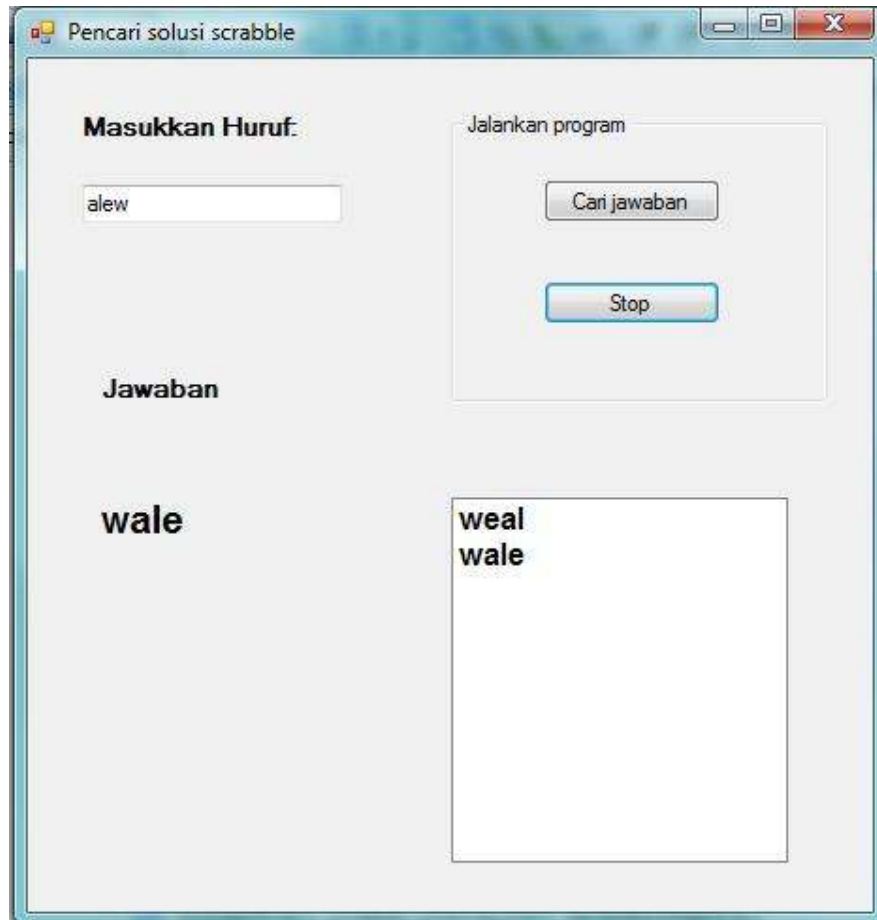 Pencari solusi scrabble
Masukkan Huruf:
alew
Jalankan program
Cari jawaban
Stop
Jawaban
wale
weal
wale